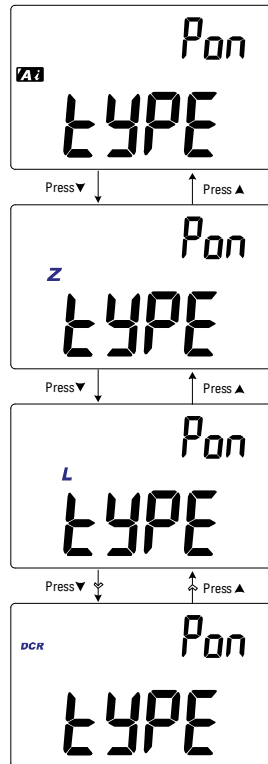 Pon
Ai
tYPE
Press▼ Press▲
Pon
Z
tYPE
Press▼ Press▲
Pon
L
tYPE
Press▼ Press▲
Pon
DCR
tYPE